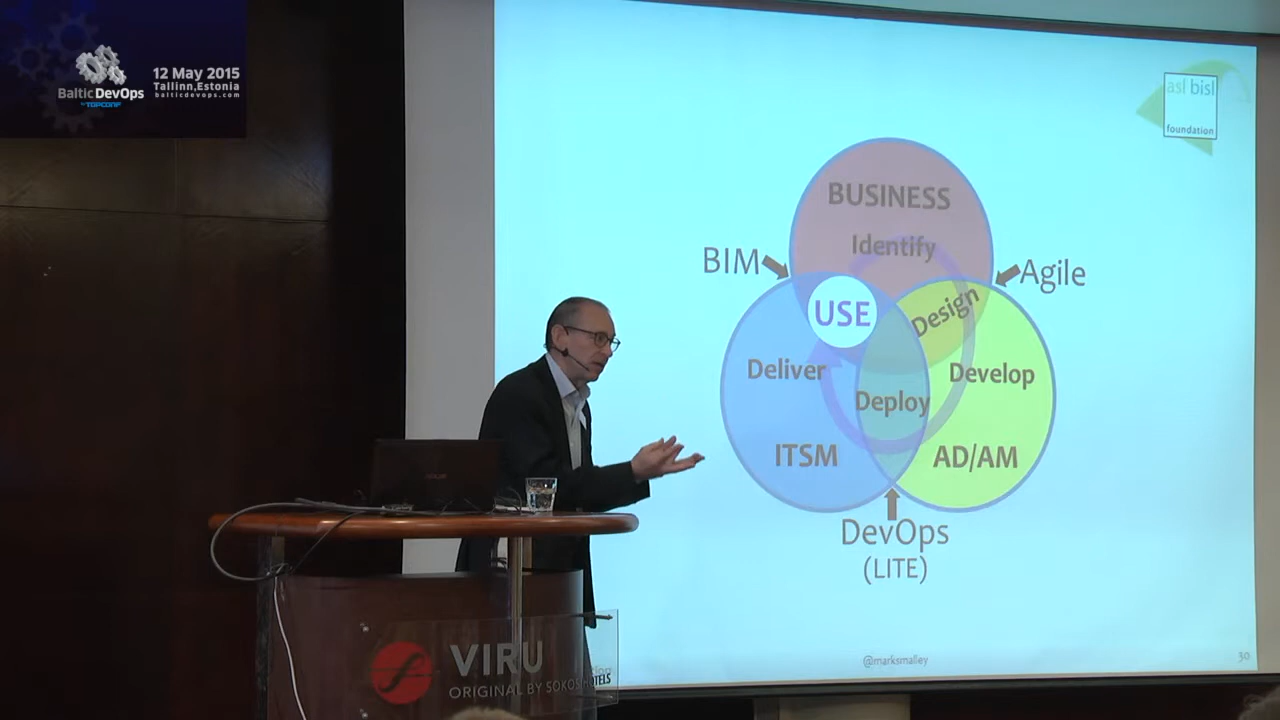 12 May 2015
Baltic DevOps
Tallinn,Estonia
by TOPCONF
balticdevops.com
asl bisl
foundation
BUSINESS
Identify
BIM
Agile
USE
Design
Deliver
Develop
Deploy
ITSM
AD/AM
DevOps
(LITE)
@marksmalley
30
VIRU
ORIGINAL BY SOKOS HOTELS